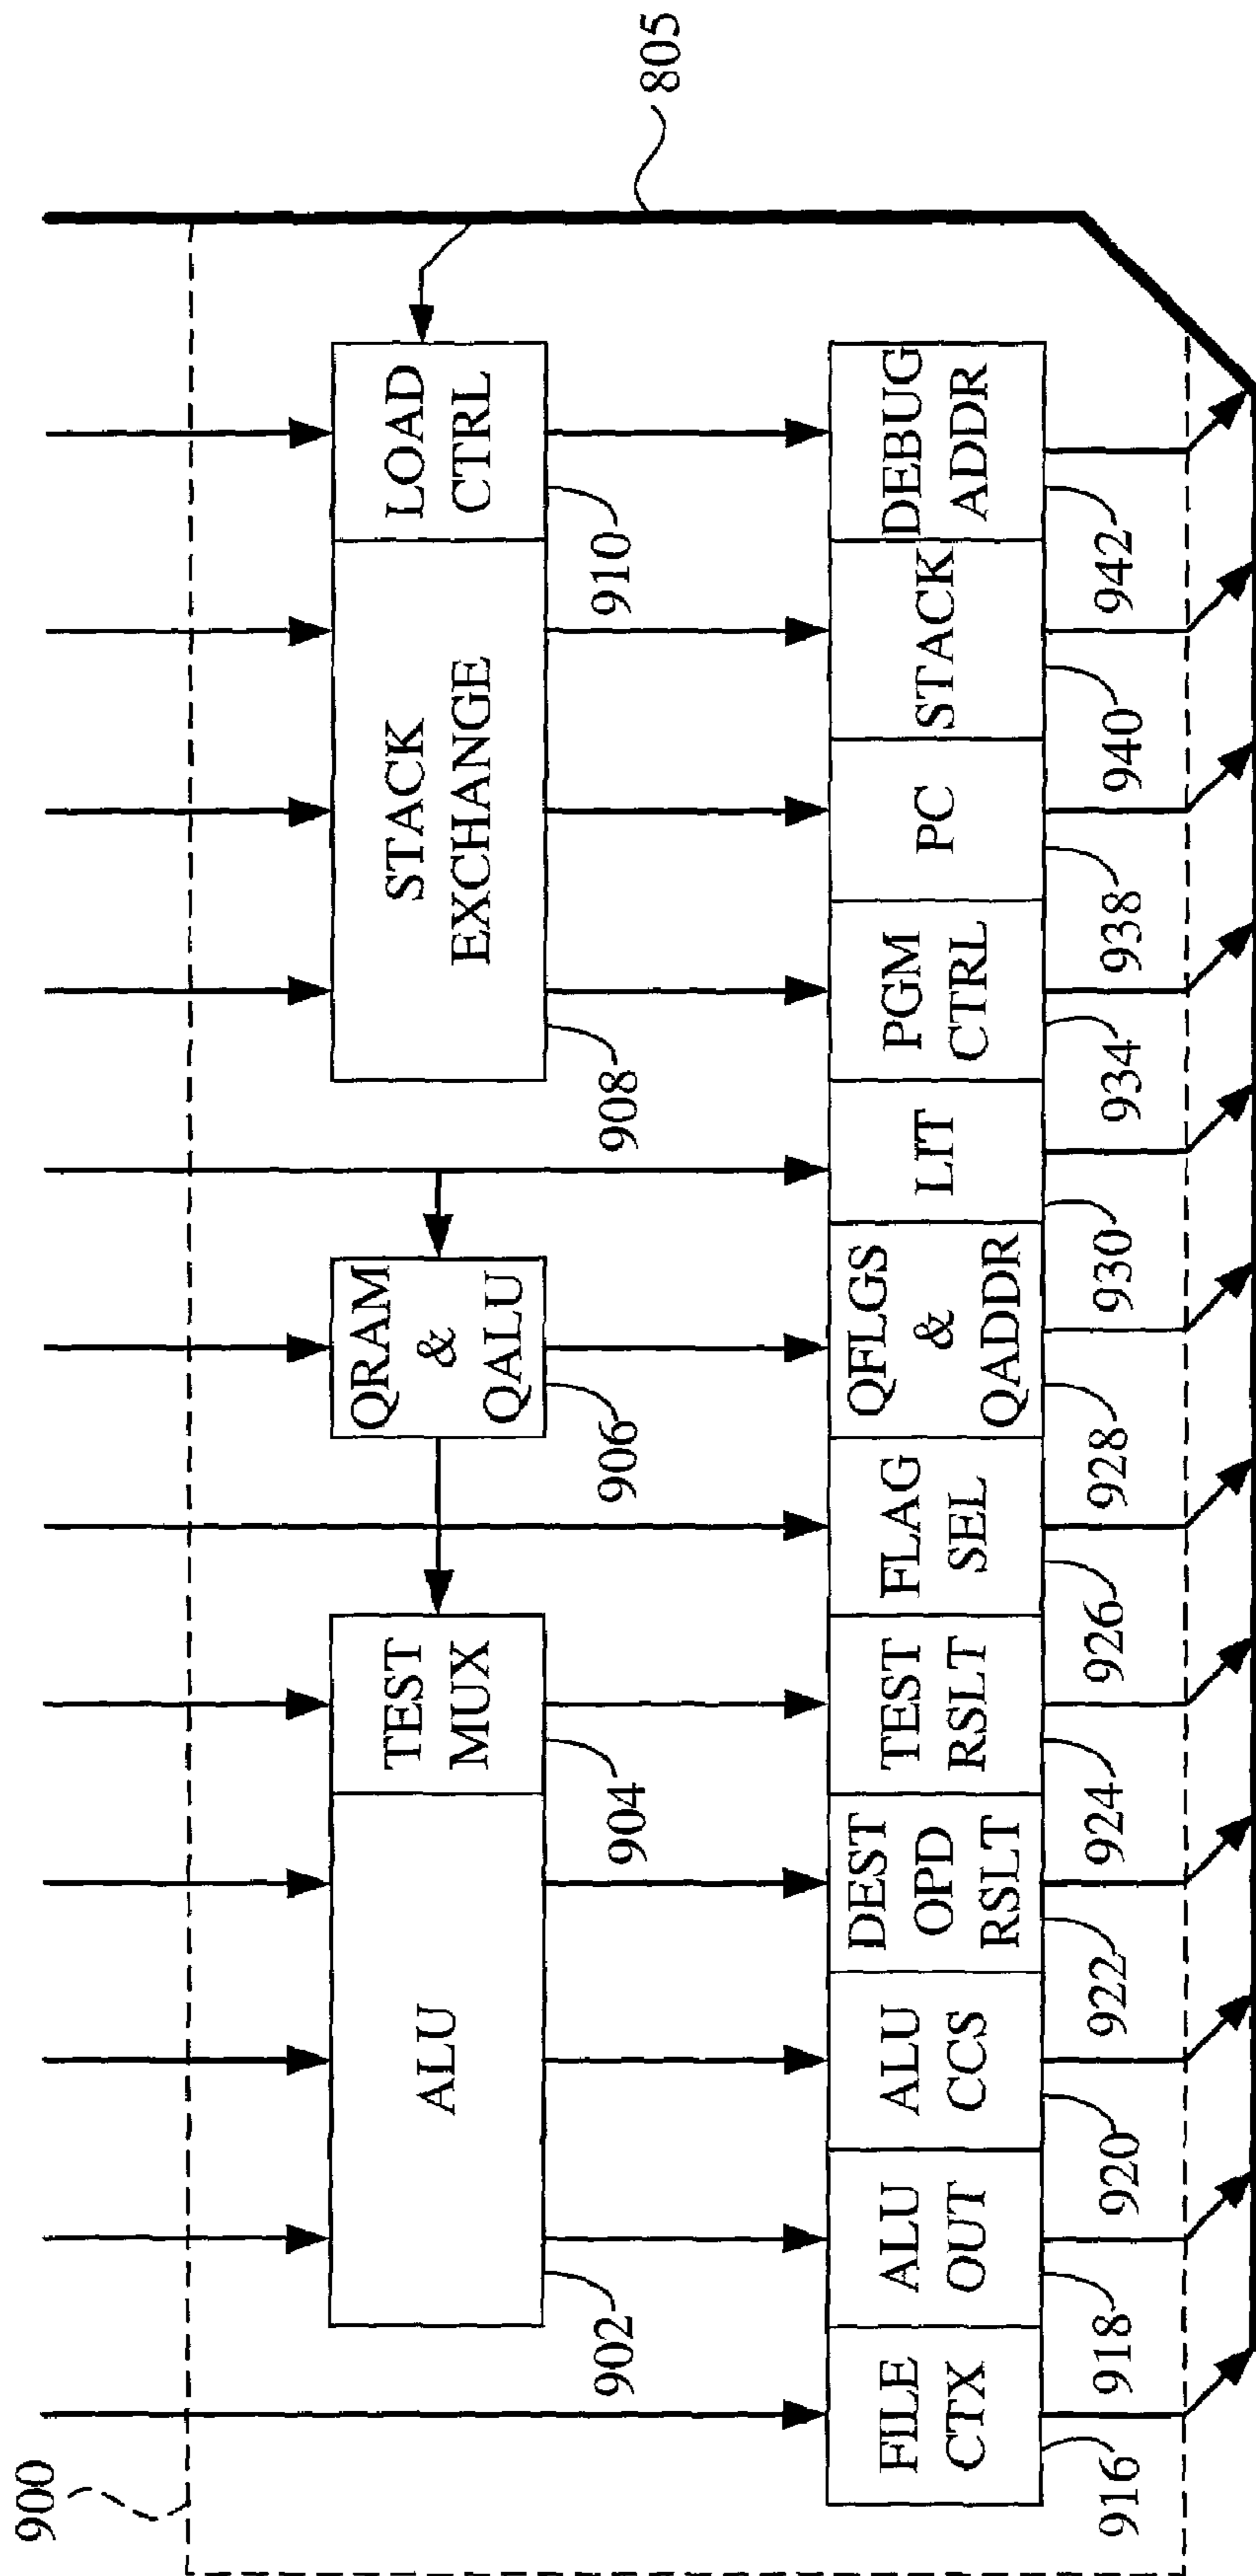 900
805
ALU
TEST
MUX
QRAM
&
QALU
STACK
EXCHANGE
LOAD
CTRL
902
904
906
908
910
FILE
CTX
ALU
OUT
ALU
CCS
DEST
OPD
RSLT
TEST
RSLT
FLAG
SEL
QFLGS
&
QADDR
LIT
PGM
CTRL
PC
STACK
DEBUG
ADDR
916
918
920
922
924
926
928
930
934
938
940
942